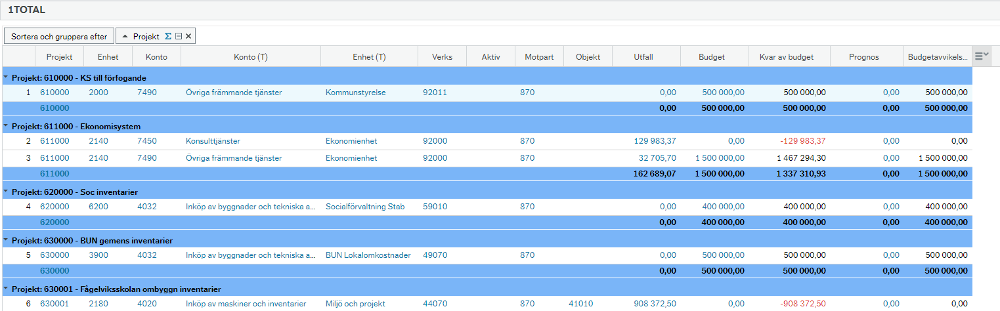 1TOTAL
Sortera och gruppera efter Projekt Σ
Projekt Enhet Konto Konto (T) Enhet (T) Verks Aktiv Motpart Objekt Utfall Budget Kvar av budget Prognos Budgetavvikels...
Projekt: 610000 - KS till förfogande
1 610000 2000 7490 Övriga främmande tjänster Kommunstyrelse 92011 870 0,00 500 000,00 500 000,00 0,00 500 000,00
610000 0,00 500 000,00 500 000,00 0,00 500 000,00
Projekt: 611000 - Ekonomisystem
2 611000 2140 7450 Konsulttjänster Ekonomienhet 92000 870 129 983,37 0,00 -129 983,37 0,00 0,00
3 611000 2140 7490 Övriga främmande tjänster Ekonomienhet 92000 870 32 705,70 1 500 000,00 1 467 294,30 0,00 1 500 000,00
611000 162 689,07 1 500 000,00 1 337 310,93 0,00 1 500 000,00
Projekt: 620000 - Soc inventarier
4 620000 6200 4032 Inköp av byggnader och tekniska a... Socialförvaltning Stab 59010 870 0,00 400 000,00 400 000,00 0,00 400 000,00
620000 0,00 400 000,00 400 000,00 0,00 400 000,00
Projekt: 630000 - BUN gemens inventarier
5 630000 3900 4032 Inköp av byggnader och tekniska a... BUN Lokalomkostnader 49070 870 0,00 500 000,00 500 000,00 0,00 500 000,00
630000 0,00 500 000,00 500 000,00 0,00 500 000,00
Projekt: 630001 - Fågelviksskolan ombyggn inventarier
6 630001 2180 4020 Inköp av maskiner och inventarier Miljö och projekt 44070 870 41010 908 372,50 0,00 -908 372,50 0,00 0,00